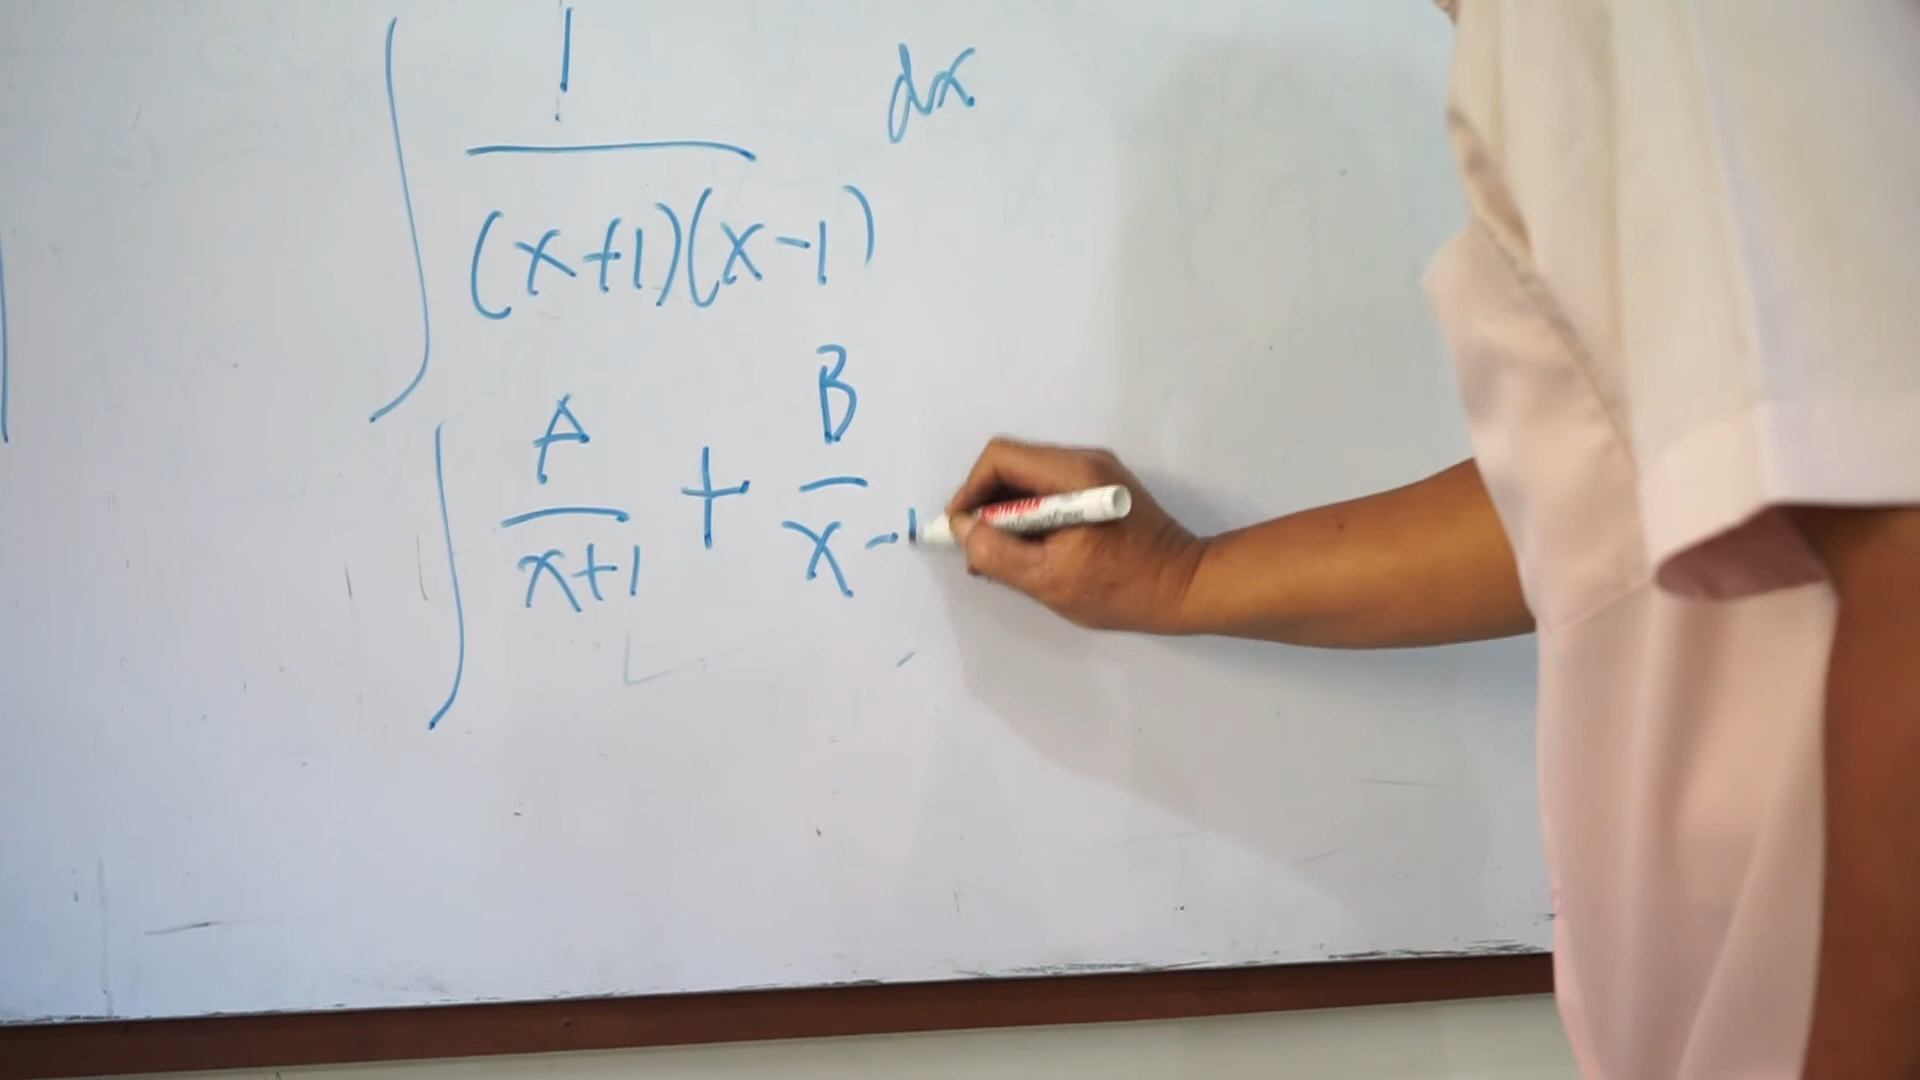 ∫ 1 dx
(x+1)(x-1)
∫ A + B
x+1 x-1